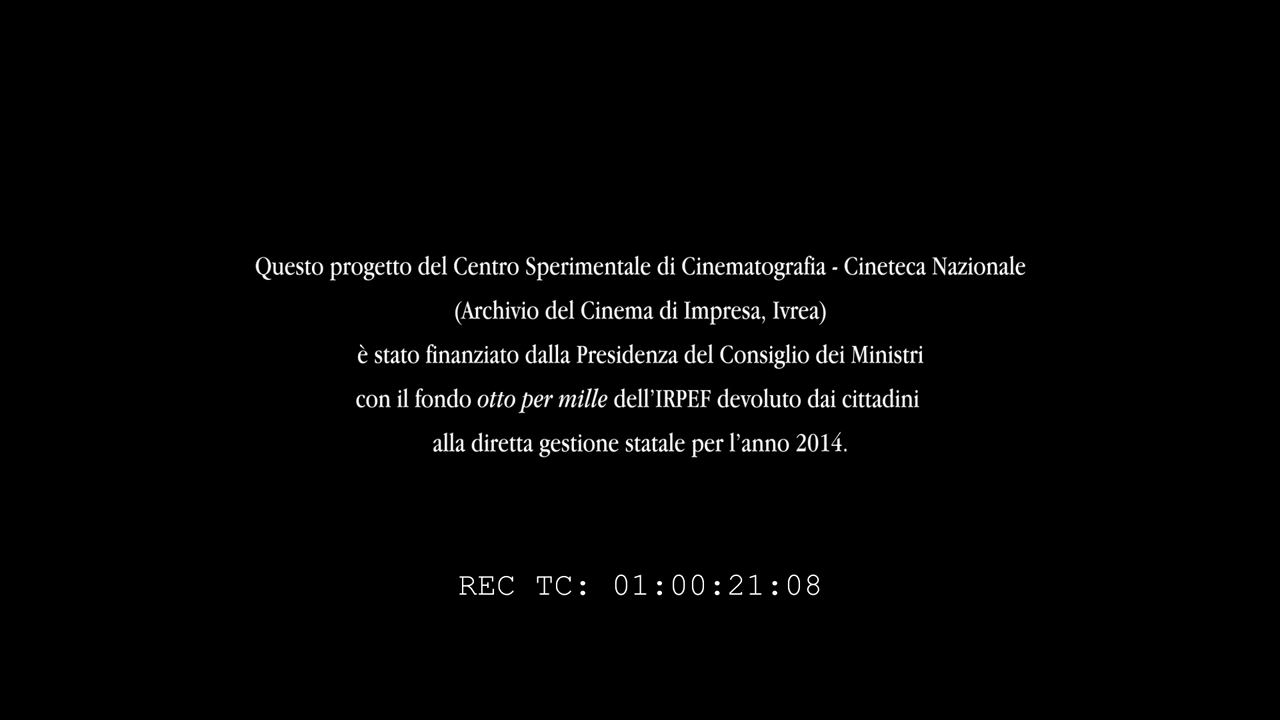 Questo progetto del Centro Sperimentale di Cinematografia - Cineteca Nazionale
(Archivio del Cinema di Impresa, Ivrea)
è stato finanziato dalla Presidenza del Consiglio dei Ministri
con il fondo otto per mille dell’IRPEF devoluto dai cittadini
alla diretta gestione statale per l’anno 2014.
REC TC: 01:00:21:08